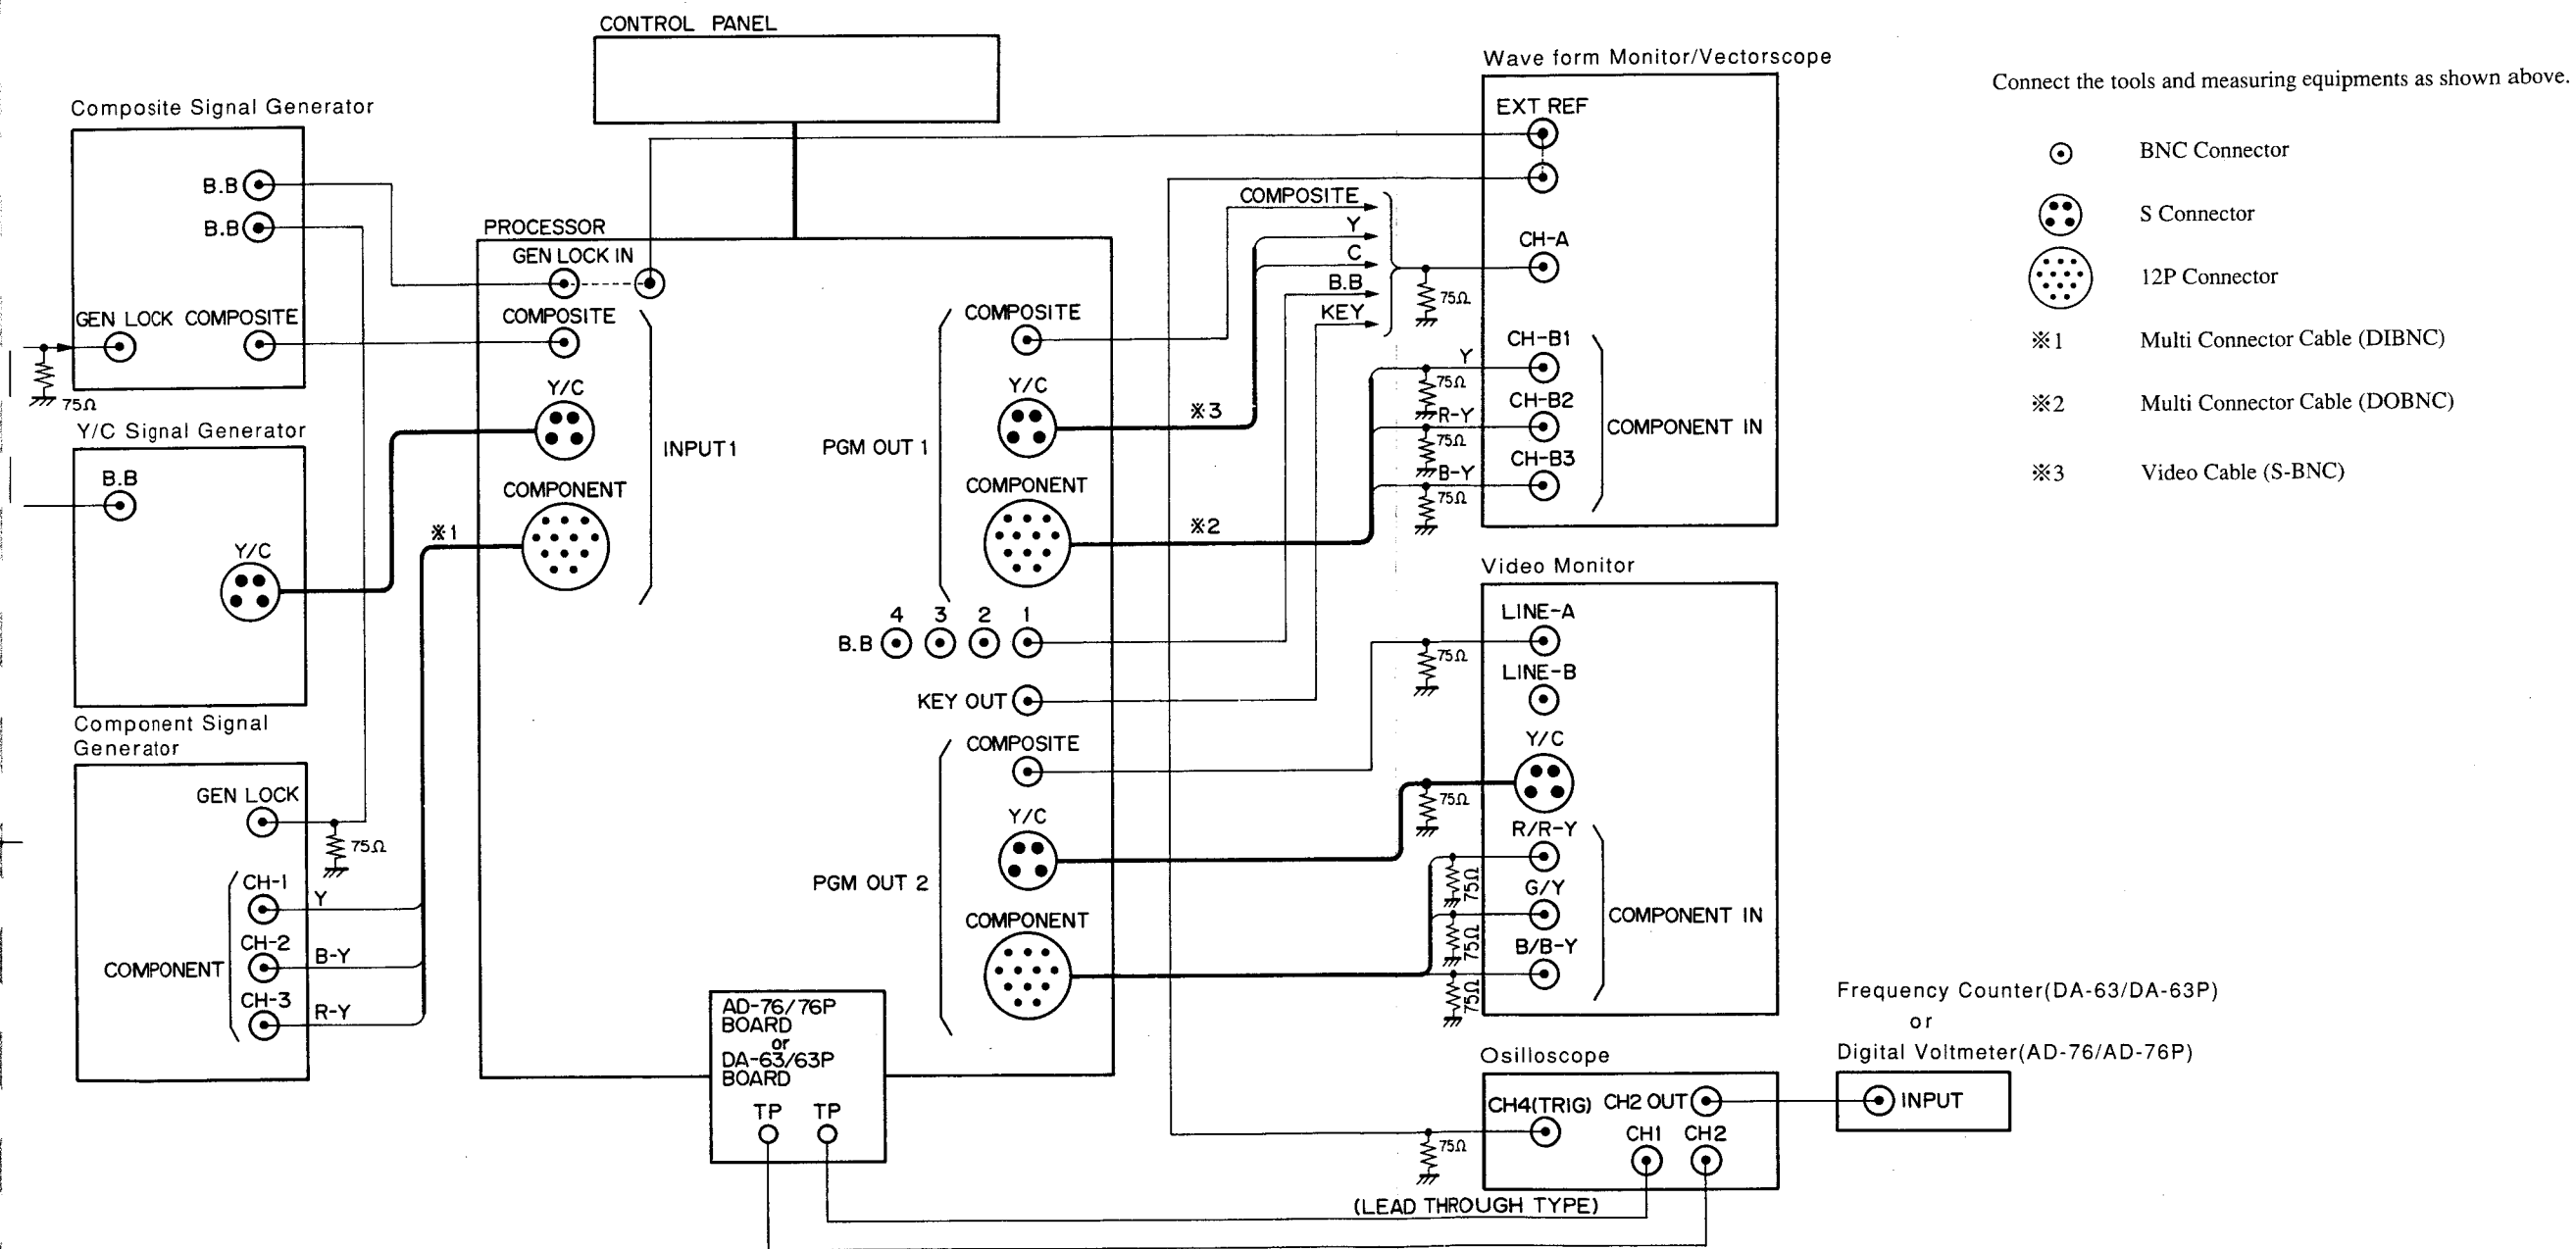 CONTROL PANEL
Composite Signal Generator
B.B
B.B
GEN LOCK COMPOSITE
75Ω
Y/C Signal Generator
B.B
Y/C
Component Signal
Generator
GEN LOCK
75Ω
CH-1
Y
CH-2
B-Y
COMPONENT
CH-3
R-Y
※1
PROCESSOR
GEN LOCK IN
COMPOSITE
Y/C
INPUT1
COMPONENT
COMPOSITE
Y/C
PGM OUT 1
COMPONENT
4 3 2 1
B.B
KEY OUT
COMPOSITE
Y/C
PGM OUT 2
COMPONENT
AD-76/76P
BOARD
or
DA-63/63P
BOARD
TP TP
COMPOSITE
Y
C
B.B
KEY
※3
※2
Wave form Monitor/Vectorscope
EXT REF
CH-A
75Ω
CH-B1
Y
75Ω
CH-B2
R-Y
75Ω
COMPONENT IN
CH-B3
B-Y
75Ω
Video Monitor
LINE-A
75Ω
LINE-B
Y/C
75Ω
R/R-Y
75Ω
G/Y
75Ω
COMPONENT IN
B/B-Y
75Ω
Osilloscope
CH4(TRIG) CH2 OUT
75Ω
CH1 CH2
(LEAD THROUGH TYPE)
Frequency Counter(DA-63/DA-63P)
or
Digital Voltmeter(AD-76/AD-76P)
INPUT
Connect the tools and measuring equipments as shown above.
BNC Connector
S Connector
12P Connector
※1 Multi Connector Cable (DIBNC)
※2 Multi Connector Cable (DOBNC)
※3 Video Cable (S-BNC)